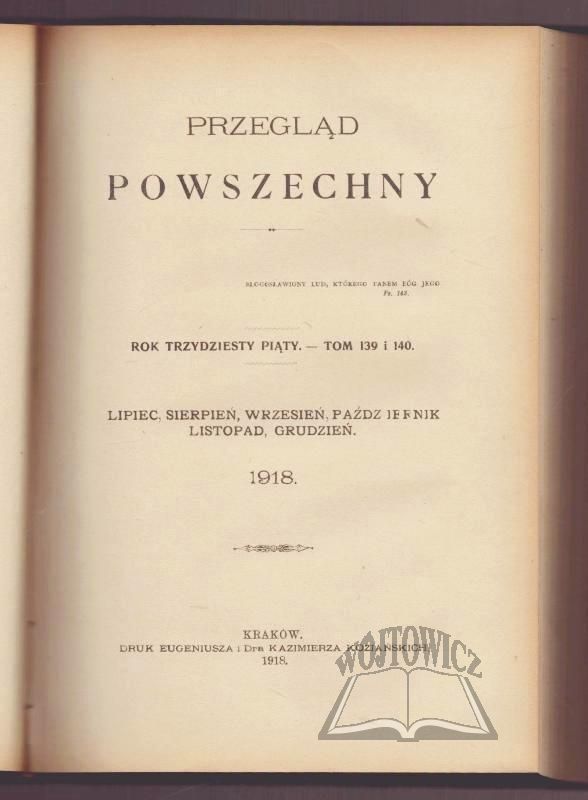 PRZEGLĄD
POWSZECHNY
BŁOGOSŁAWIONY LUD, KTÓREGO PANEM BÓG JEGO
Ps. 143.
ROK TRZYDZIESTY PIĄTY. — TOM 139 i 140.
LIPIEC, SIERPIEŃ, WRZESIEŃ, PAŹDZIERNIK
LISTOPAD, GRUDZIEŃ.
1918.
KRAKÓW.
DRUK EUGENIUSZA i Dra KAZIMIERZA KOZIAŃSKICH,
1918.
WÓJTOWICZ